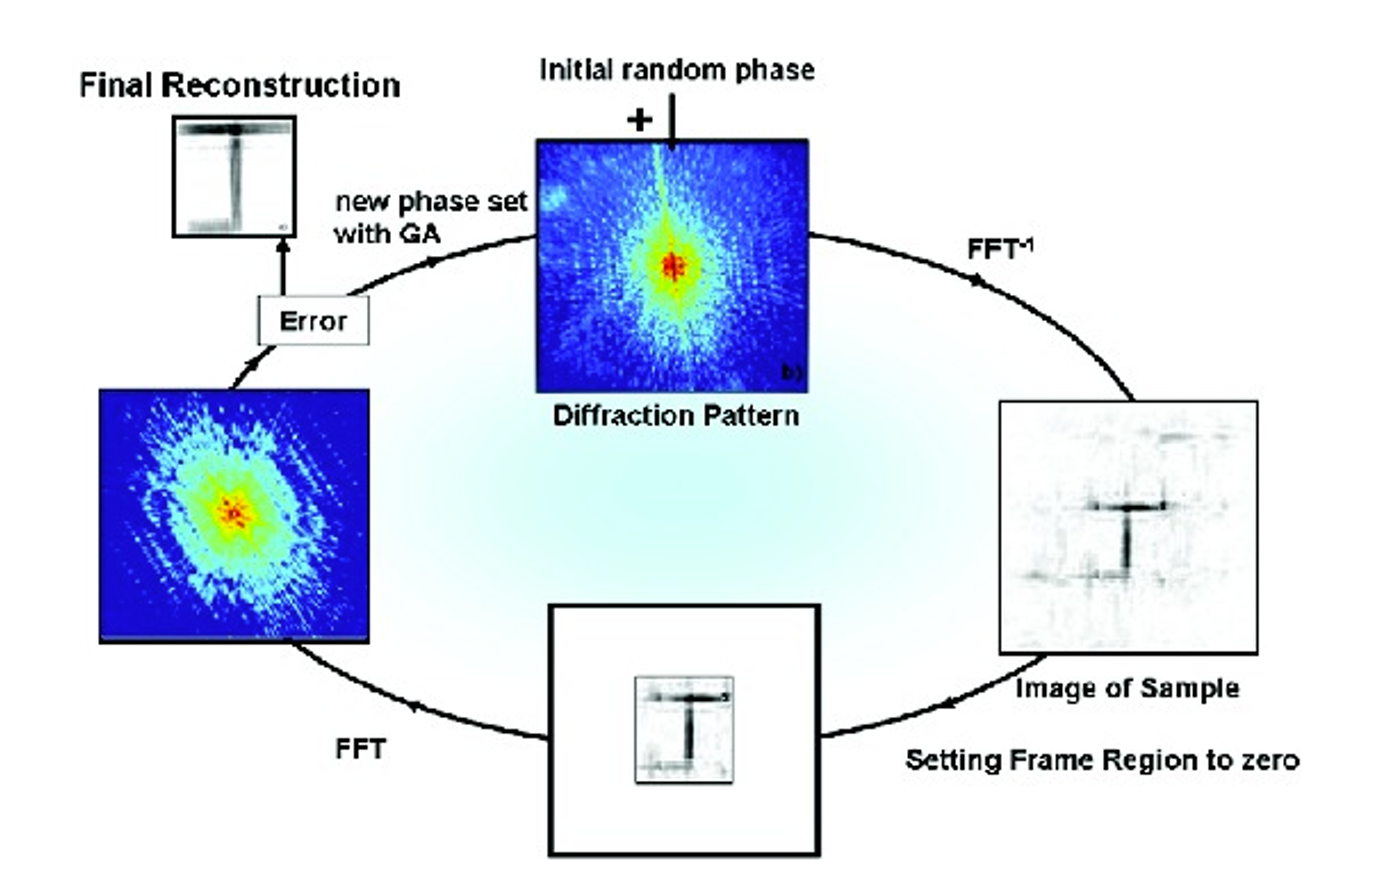 Final Reconstruction
Initial random phase
+
new phase set
with GA
FFT-1
Error
b)
Diffraction Pattern
Image of Sample
FFT
Setting Frame Region to zero